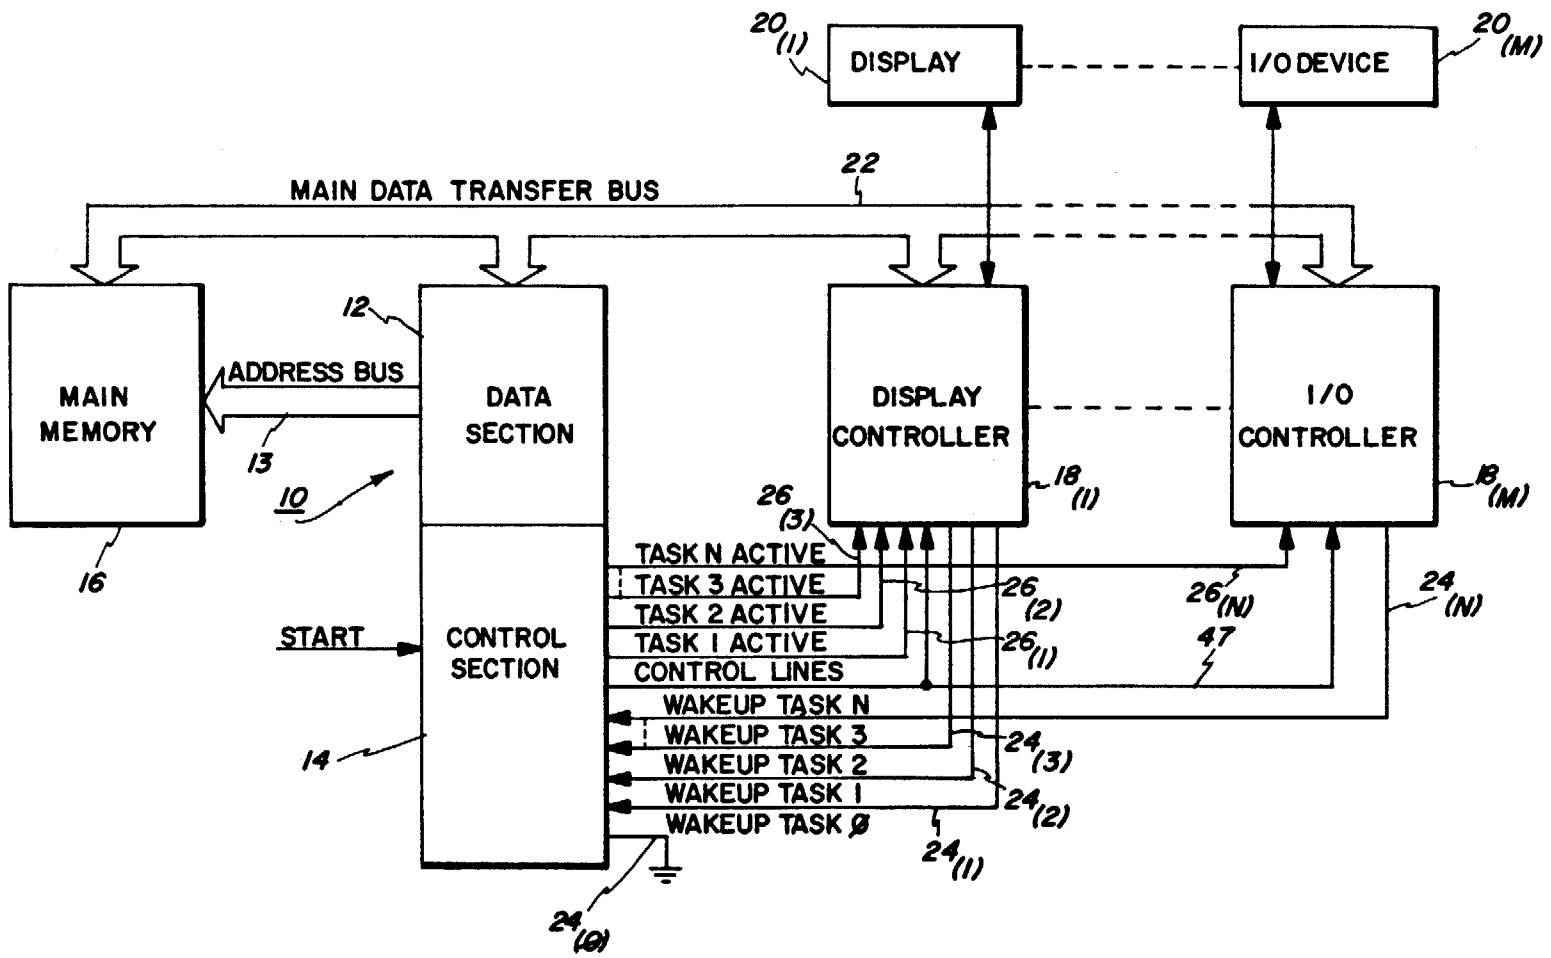 20 (1)
DISPLAY
I/O DEVICE
20 (M)
22
MAIN DATA TRANSFER BUS
12
ADDRESS BUS
MAIN
MEMORY
DATA
SECTION
DISPLAY
CONTROLLER
I/O
CONTROLLER
13
10
16
18 (1)
18 (M)
26 (3)
TASK N ACTIVE
TASK 3 ACTIVE
26 (2)
26 (N)
24 (N)
TASK 2 ACTIVE
START
CONTROL
SECTION
TASK 1 ACTIVE
26 (1)
47
CONTROL LINES
WAKEUP TASK N
WAKEUP TASK 3
24 (3)
14
WAKEUP TASK 2
WAKEUP TASK 1
24 (2)
WAKEUP TASK Ø
24 (1)
24 (0)